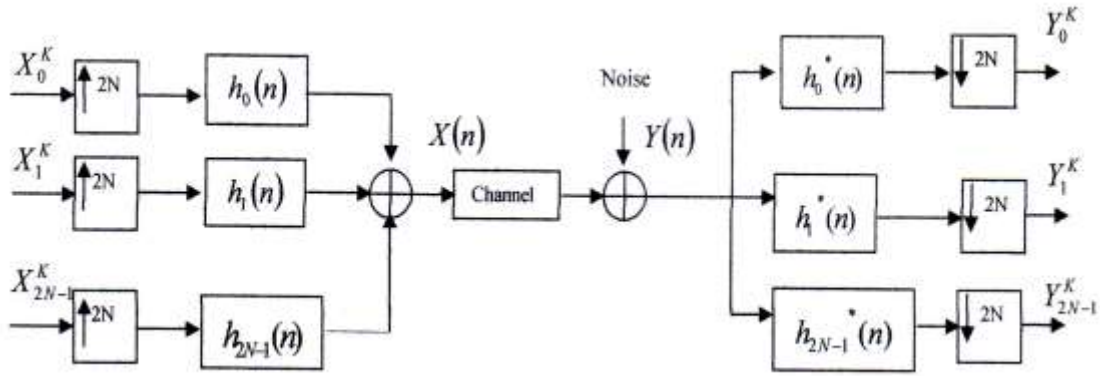 X_0^K
2N
h_0(n)
X_1^K
2N
h_1(n)
X_{2N-1}^K
2N
h_{2N-1}(n)
X(n)
Channel
Noise
Y(n)
h_0^*(n)
2N
Y_0^K
h_1^*(n)
2N
Y_1^K
h_{2N-1}^*(n)
2N
Y_{2N-1}^K